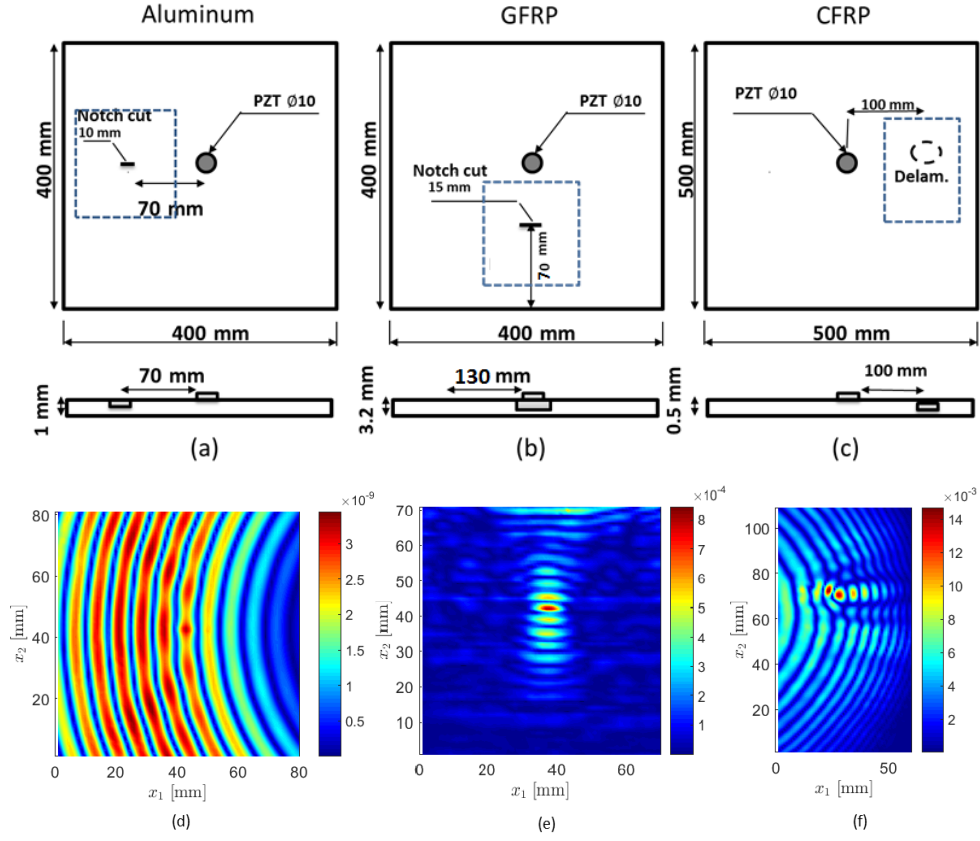 Aluminum
GFRP
CFRP
PZT Ø10
Notch cut
10 mm
70 mm
400 mm
400 mm
PZT Ø10
Notch cut
15 mm
70 mm
400 mm
400 mm
PZT Ø10
100 mm
Delam.
500 mm
500 mm
70 mm
1 mm
(a)
130 mm
3.2 mm
(b)
100 mm
0.5 mm
(c)
×10⁻⁹
80
60
40
20
x₂ [mm]
0 20 40 60 80
x₁ [mm]
3
2.5
2
1.5
1
0.5
(d)
×10⁻⁴
70
60
50
40
30
20
10
x₂ [mm]
0 20 40 60
x₁ [mm]
8
7
6
5
4
3
2
1
(e)
×10⁻³
100
80
60
40
20
x₂ [mm]
0 50
x₁ [mm]
14
12
10
8
6
4
2
(f)